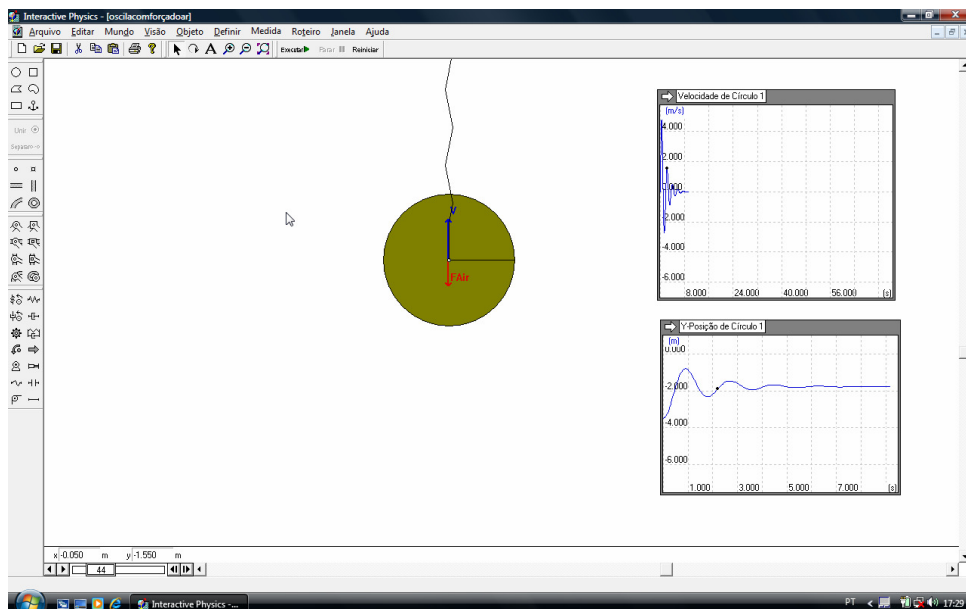 Interactive Physics - [oscilacomforçadoar]
Arquivo Editar Mundo Visão Objeto Definir Medida Roteiro Janela Ajuda
A Executar Parar Reiniciar
Unir
Separar
V
FAir
Velocidade de Círculo 1
(m/s)
4.000
2.000
0.000
-2.000
-4.000
-6.000
8.000 24.000 40.000 56.000 (s)
Y-Posição de Círculo 1
(m)
0.000
-2.000
-4.000
-6.000
1.000 3.000 5.000 7.000 (s)
x -0.050 m y -1.550 m
44
Interactive Physics -...
PT < 17:29